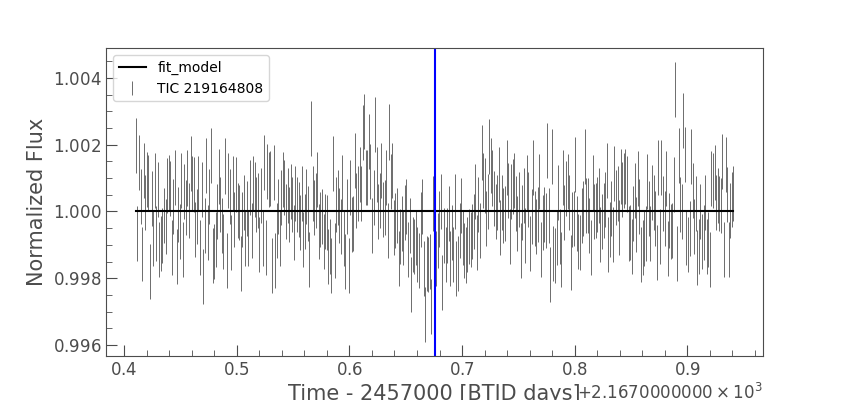 fit_model
TIC 219164808
1.004
1.002
1.000
0.998
0.996
Normalized Flux
0.4 0.5 0.6 0.7 0.8 0.9
Time - 2457000 [BTJD days]
+2.1670000000 × 10³